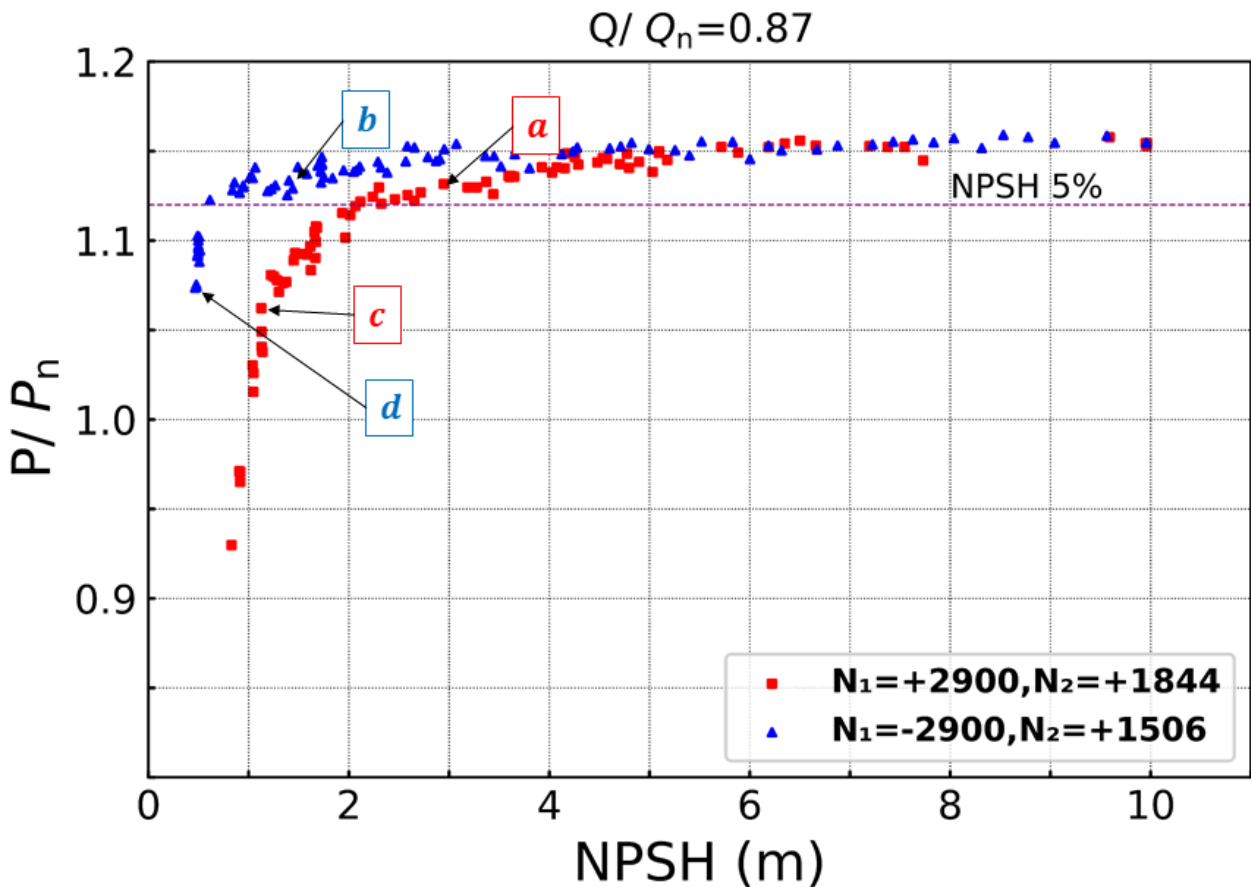 Q/ Qₙ=0.87
1.2
1.1
1.0
0.9
P/ Pₙ
b
a
NPSH 5%
c
d
N₁=+2900,N₂=+1844
N₁=-2900,N₂=+1506
0 2 4 6 8 10
NPSH (m)